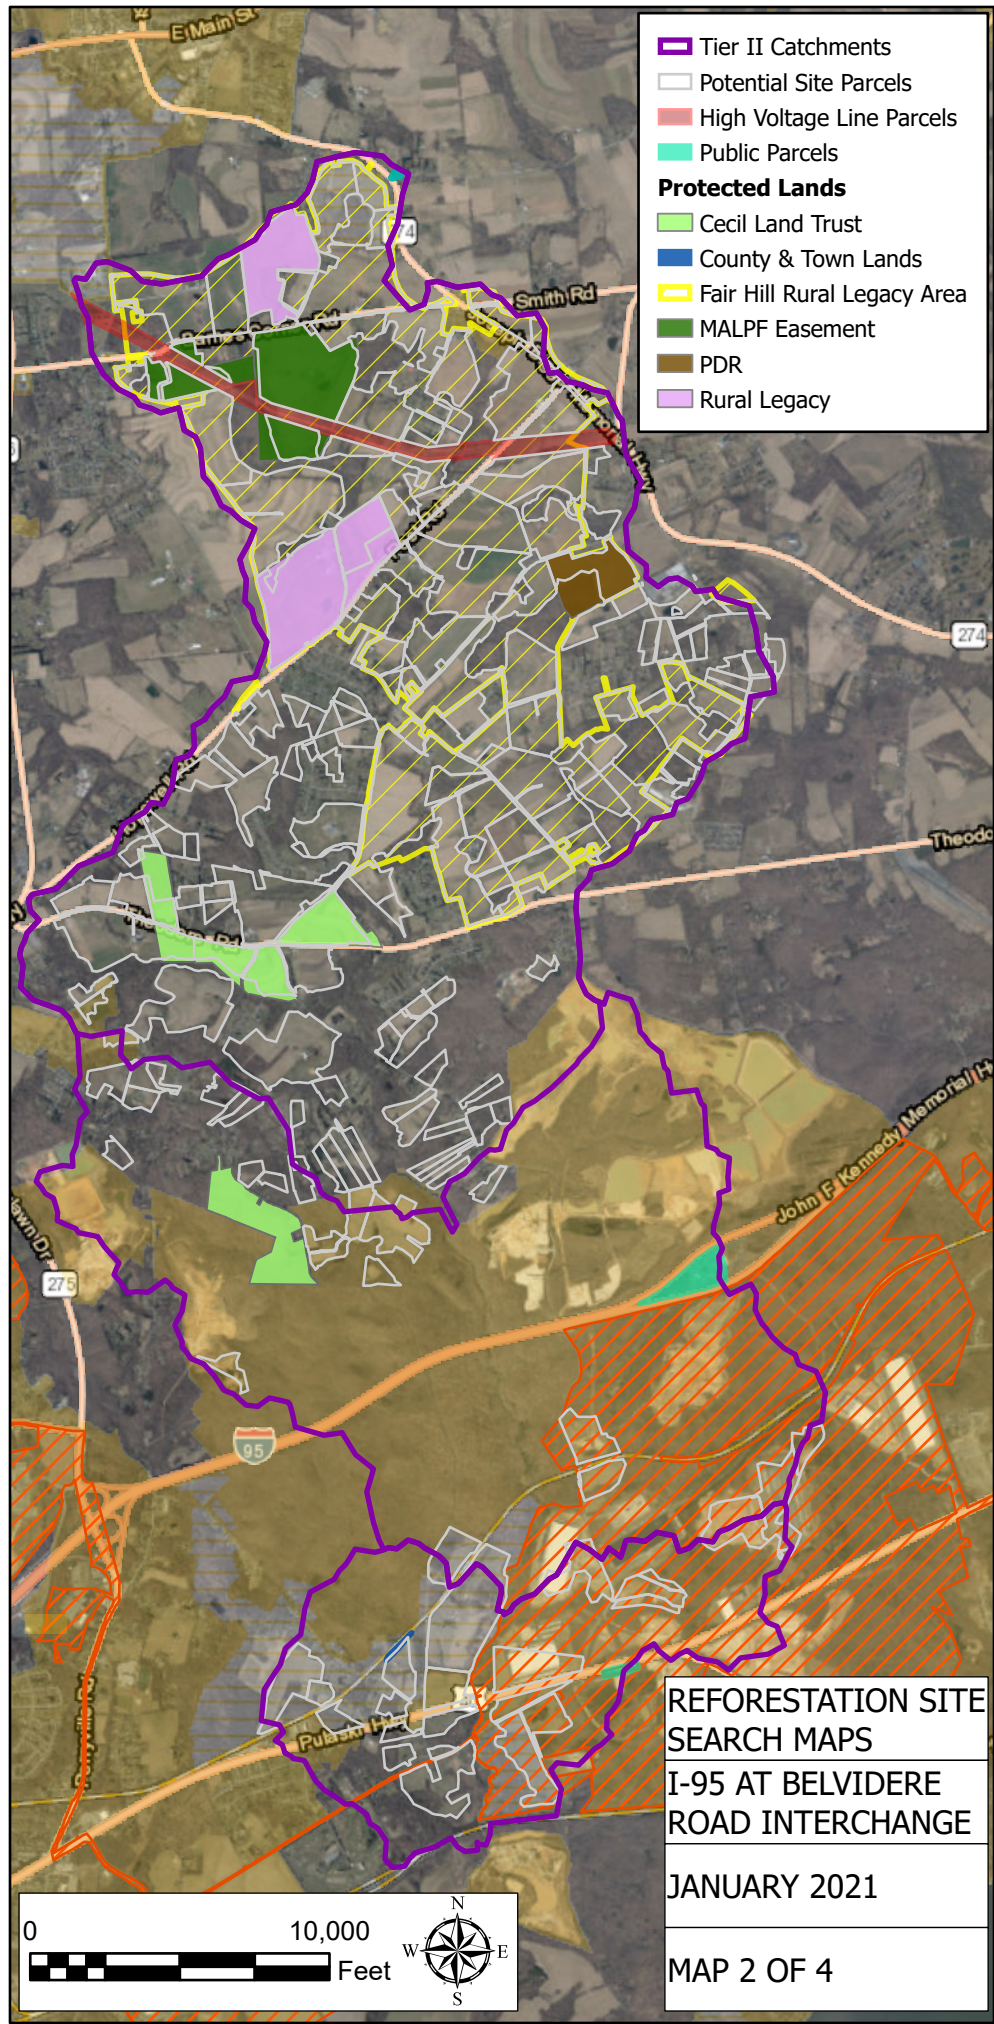 E Main St
Tier II Catchments
Potential Site Parcels
High Voltage Line Parcels
Public Parcels
Protected Lands
Cecil Land Trust
County & Town Lands
Fair Hill Rural Legacy Area
MALPF Easement
PDR
Rural Legacy
Smith Rd
274
Theodore Rd
John F Kennedy Memorial H
275
95
Pulaski Hwy
REFORESTATION SITE
SEARCH MAPS
I-95 AT BELVIDERE
ROAD INTERCHANGE
JANUARY 2021
MAP 2 OF 4
0 10,000
Feet
N
W E
S